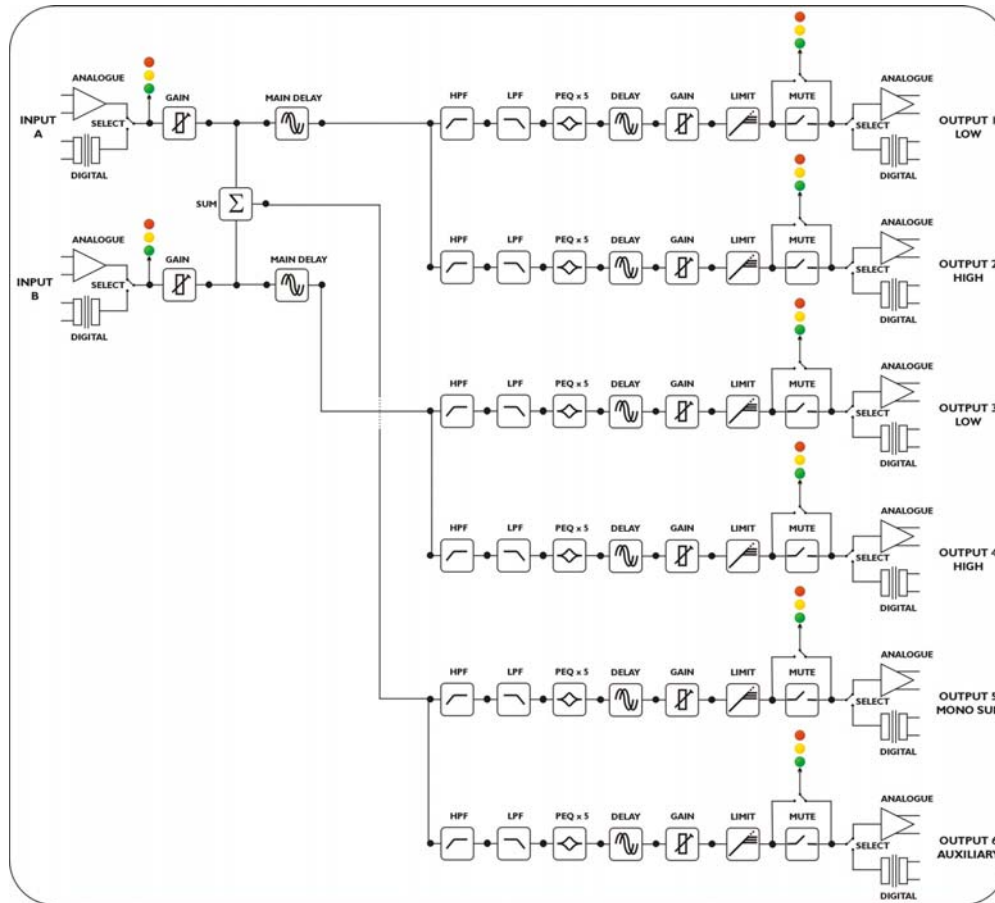 ANALOGUE
INPUT
A
SELECT
DIGITAL
GAIN
MAIN DELAY
HPF
LPF
PEQ x 5
DELAY
GAIN
LIMIT
MUTE
ANALOGUE
SELECT
DIGITAL
OUTPUT 1
LOW
SUM
Σ
ANALOGUE
INPUT
B
SELECT
DIGITAL
GAIN
MAIN DELAY
HPF
LPF
PEQ x 5
DELAY
GAIN
LIMIT
MUTE
ANALOGUE
SELECT
DIGITAL
OUTPUT 2
HIGH
HPF
LPF
PEQ x 5
DELAY
GAIN
LIMIT
MUTE
ANALOGUE
SELECT
DIGITAL
OUTPUT 3
LOW
HPF
LPF
PEQ x 5
DELAY
GAIN
LIMIT
MUTE
ANALOGUE
SELECT
DIGITAL
OUTPUT 4
HIGH
HPF
LPF
PEQ x 5
DELAY
GAIN
LIMIT
MUTE
ANALOGUE
SELECT
DIGITAL
OUTPUT 5
MONO SUB
HPF
LPF
PEQ x 5
DELAY
GAIN
LIMIT
MUTE
ANALOGUE
SELECT
DIGITAL
OUTPUT 6
AUXILIARY